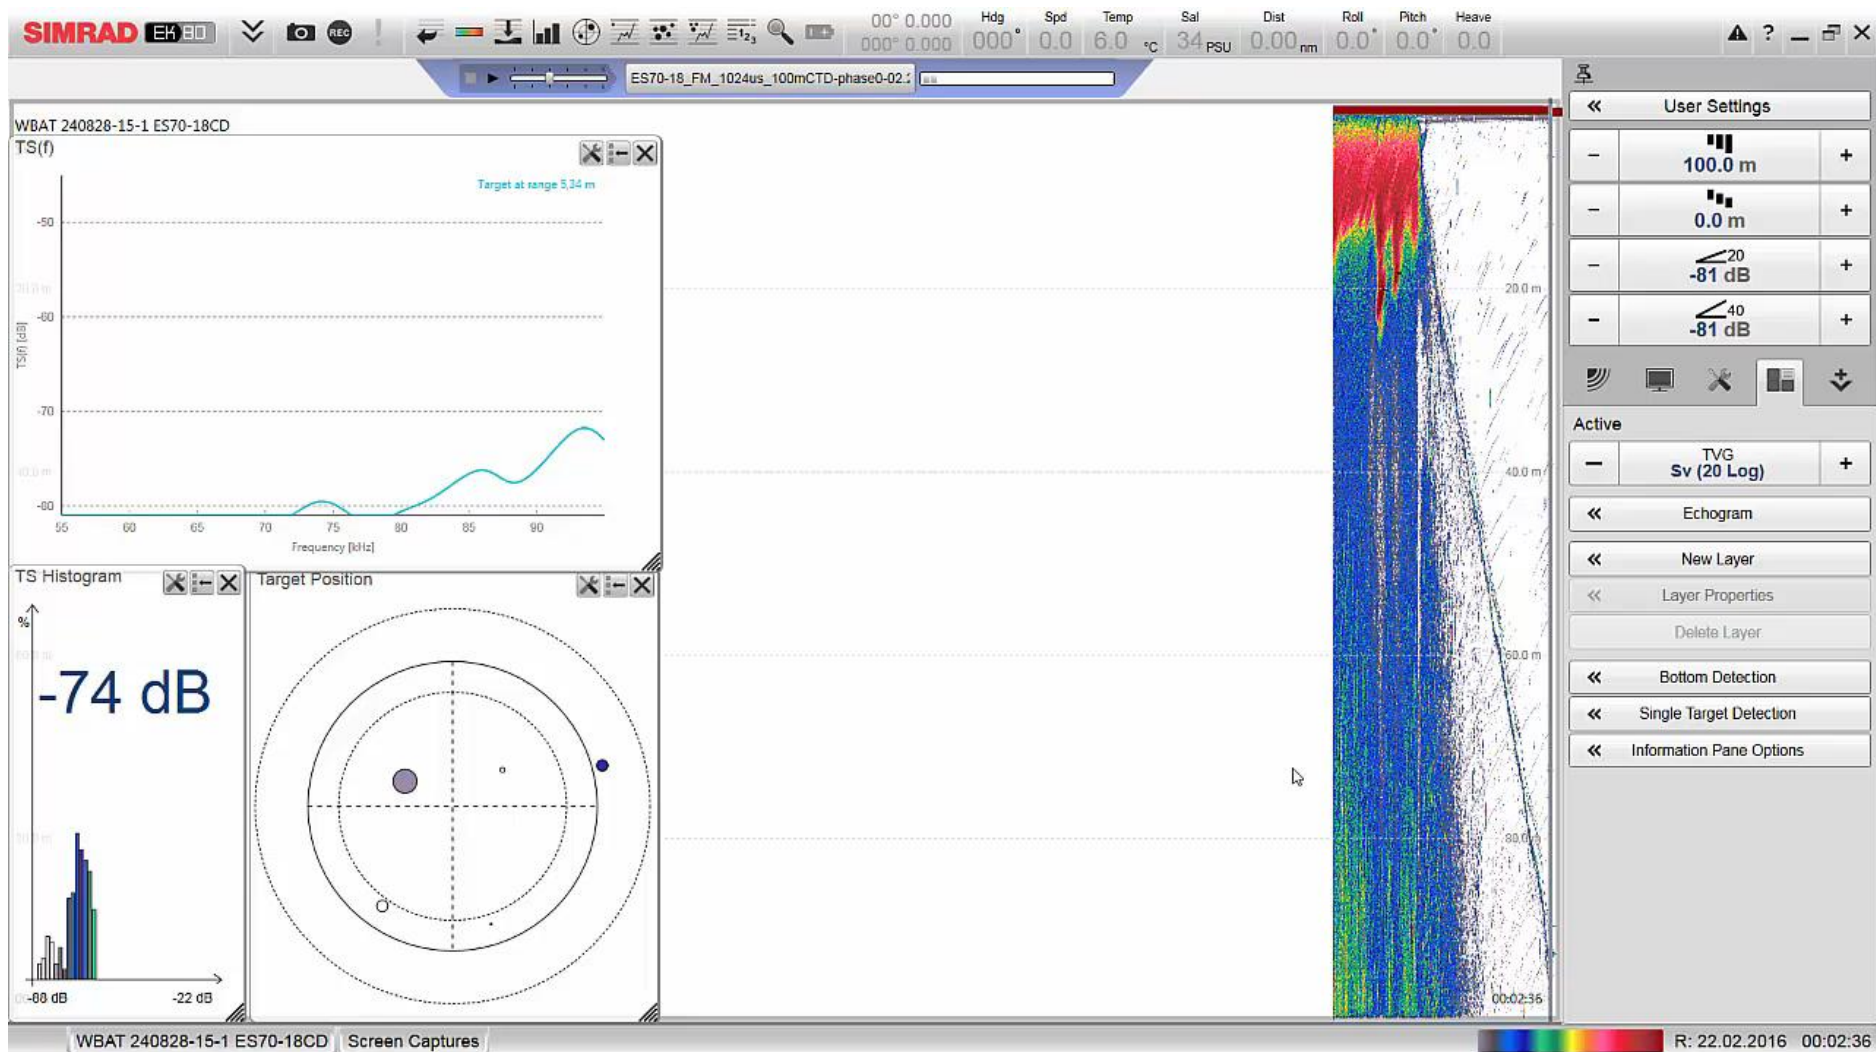 SIMRAD EK80
REC
123
00° 0.000
000° 0.000
Hdg
000°
Spd
0.0
Temp
6.0 °C
Sal
34 PSU
Dist
0.00 nm
Roll
0.0°
Pitch
0.0°
Heave
0.0
?
ES70-18_FM_1024us_100mCTD-phase0-02.
WBAT 240828-15-1 ES70-18CD
TS(f)
Target at range 5,34 m
-50
-60
-70
-80
TS(f) [dB]
55 60 65 70 75 80 85 90
Frequency [kHz]
TS Histogram
%
-74 dB
-88 dB
-22 dB
Target Position
20.0 m
40.0 m
60.0 m
80.0 m
00:02:36
User Settings
100.0 m
0.0 m
20
-81 dB
40
-81 dB
Active
TVG
Sv (20 Log)
Echogram
New Layer
Layer Properties
Delete Layer
Bottom Detection
Single Target Detection
Information Pane Options
WBAT 240828-15-1 ES70-18CD
Screen Captures
R: 22.02.2016 00:02:36